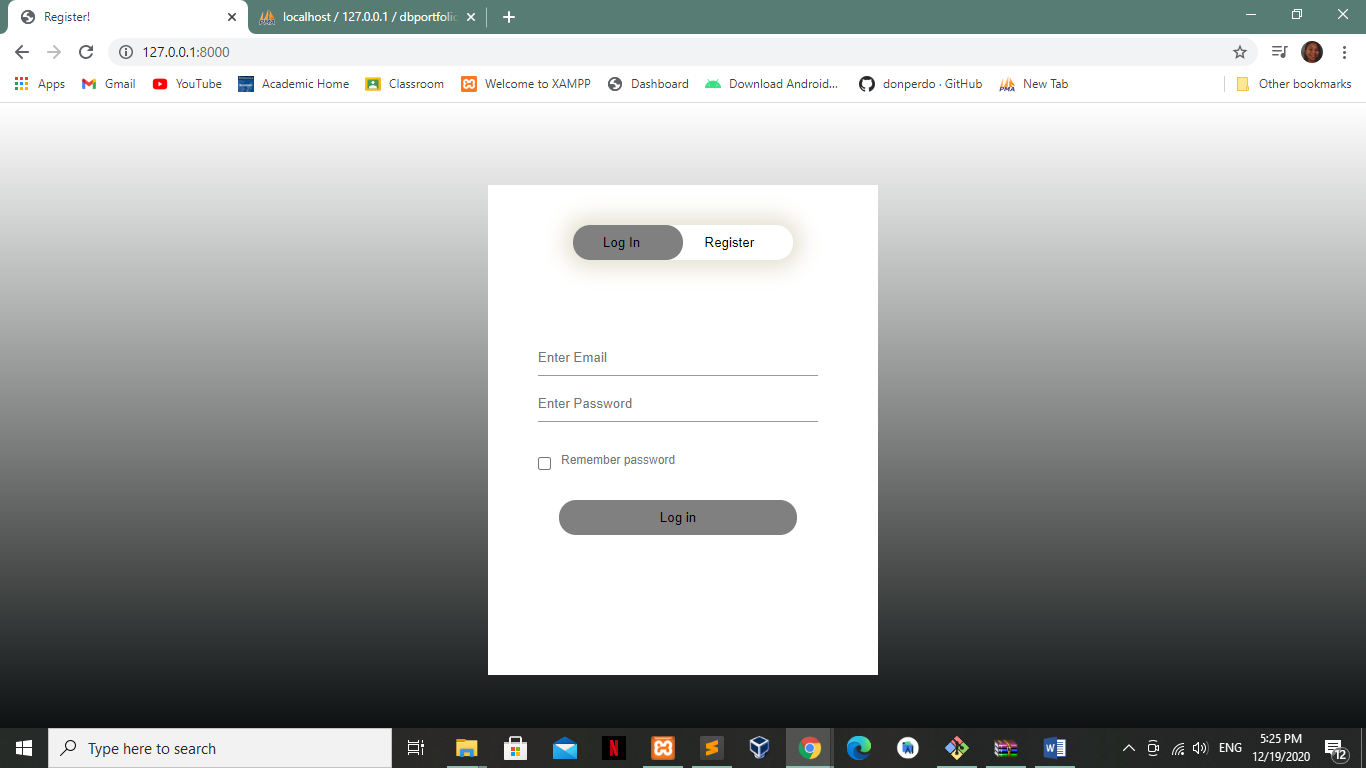 Register!
localhost / 127.0.0.1 / dbportfolio
127.0.0.1:8000
Apps
Gmail
YouTube
Academic Home
Classroom
Welcome to XAMPP
Dashboard
Download Android...
donperdo · GitHub
PMA
New Tab
Other bookmarks
Log In
Register
Enter Email
Enter Password
Remember password
Log in
Type here to search
ENG
5:25 PM
12/19/2020
12